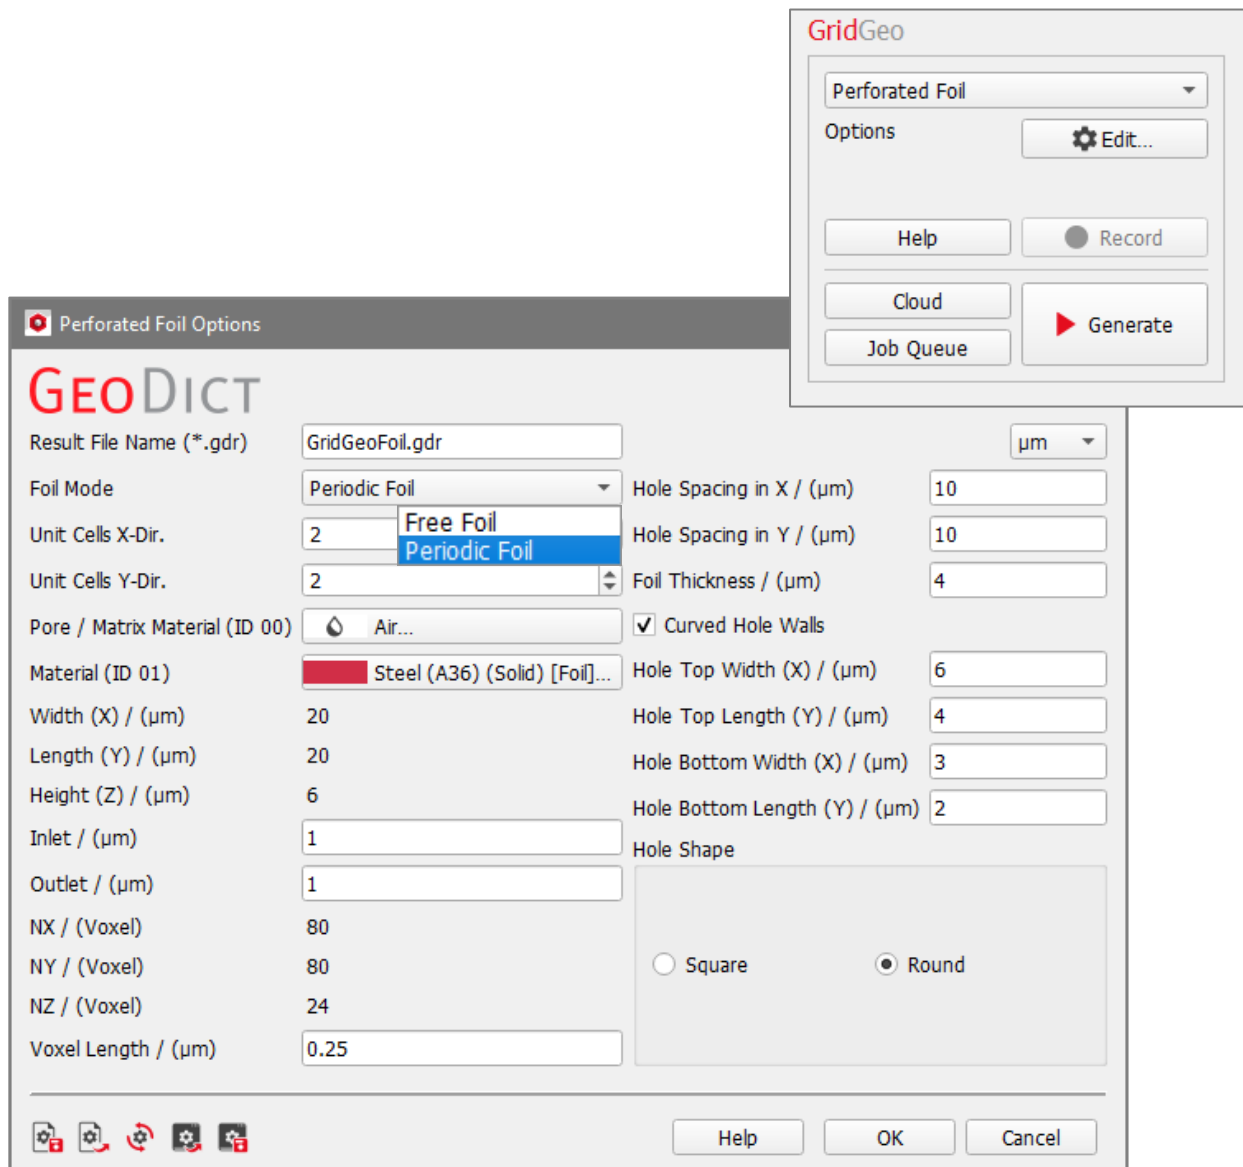 GridGeo
Perforated Foil
Options
Edit...
Help
Record
Cloud
Generate
Job Queue
Perforated Foil Options
GEODICT
Result File Name (*.gdr)
GridGeoFoil.gdr
µm
Foil Mode
Periodic Foil
Hole Spacing in X / (µm)
10
Free Foil
Periodic Foil
Unit Cells X-Dir.
2
Hole Spacing in Y / (µm)
10
Unit Cells Y-Dir.
2
Foil Thickness / (µm)
4
Pore / Matrix Material (ID 00)
Air...
Curved Hole Walls
Material (ID 01)
Steel (A36) (Solid) [Foil]...
Hole Top Width (X) / (µm)
6
Width (X) / (µm)
20
Hole Top Length (Y) / (µm)
4
Length (Y) / (µm)
20
Hole Bottom Width (X) / (µm)
3
Height (Z) / (µm)
6
Hole Bottom Length (Y) / (µm)
2
Inlet / (µm)
1
Hole Shape
Outlet / (µm)
1
NX / (Voxel)
80
NY / (Voxel)
80
Square
Round
NZ / (Voxel)
24
Voxel Length / (µm)
0.25
Help
OK
Cancel